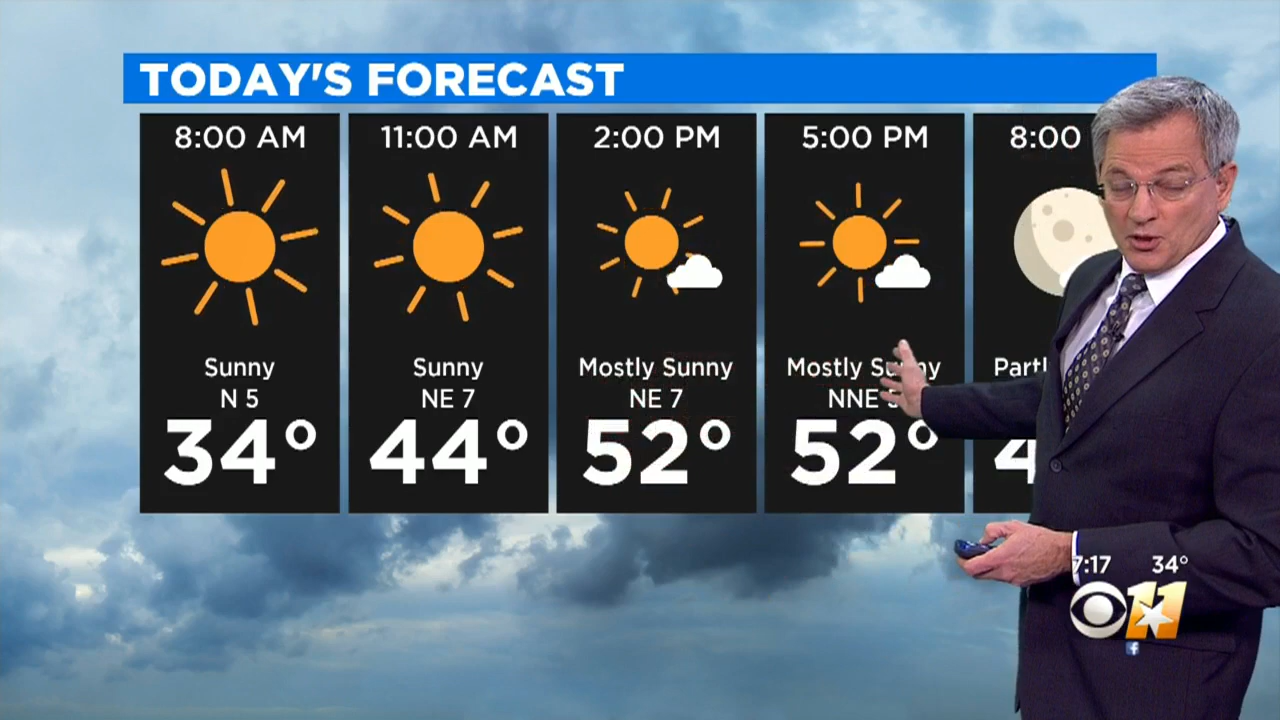 TODAY'S FORECAST
8:00 AM
Sunny
N 5
34°
11:00 AM
Sunny
NE 7
44°
2:00 PM
Mostly Sunny
NE 7
52°
5:00 PM
Mostly Sunny
NNE
52°
8:00
7:17 34°
11
f